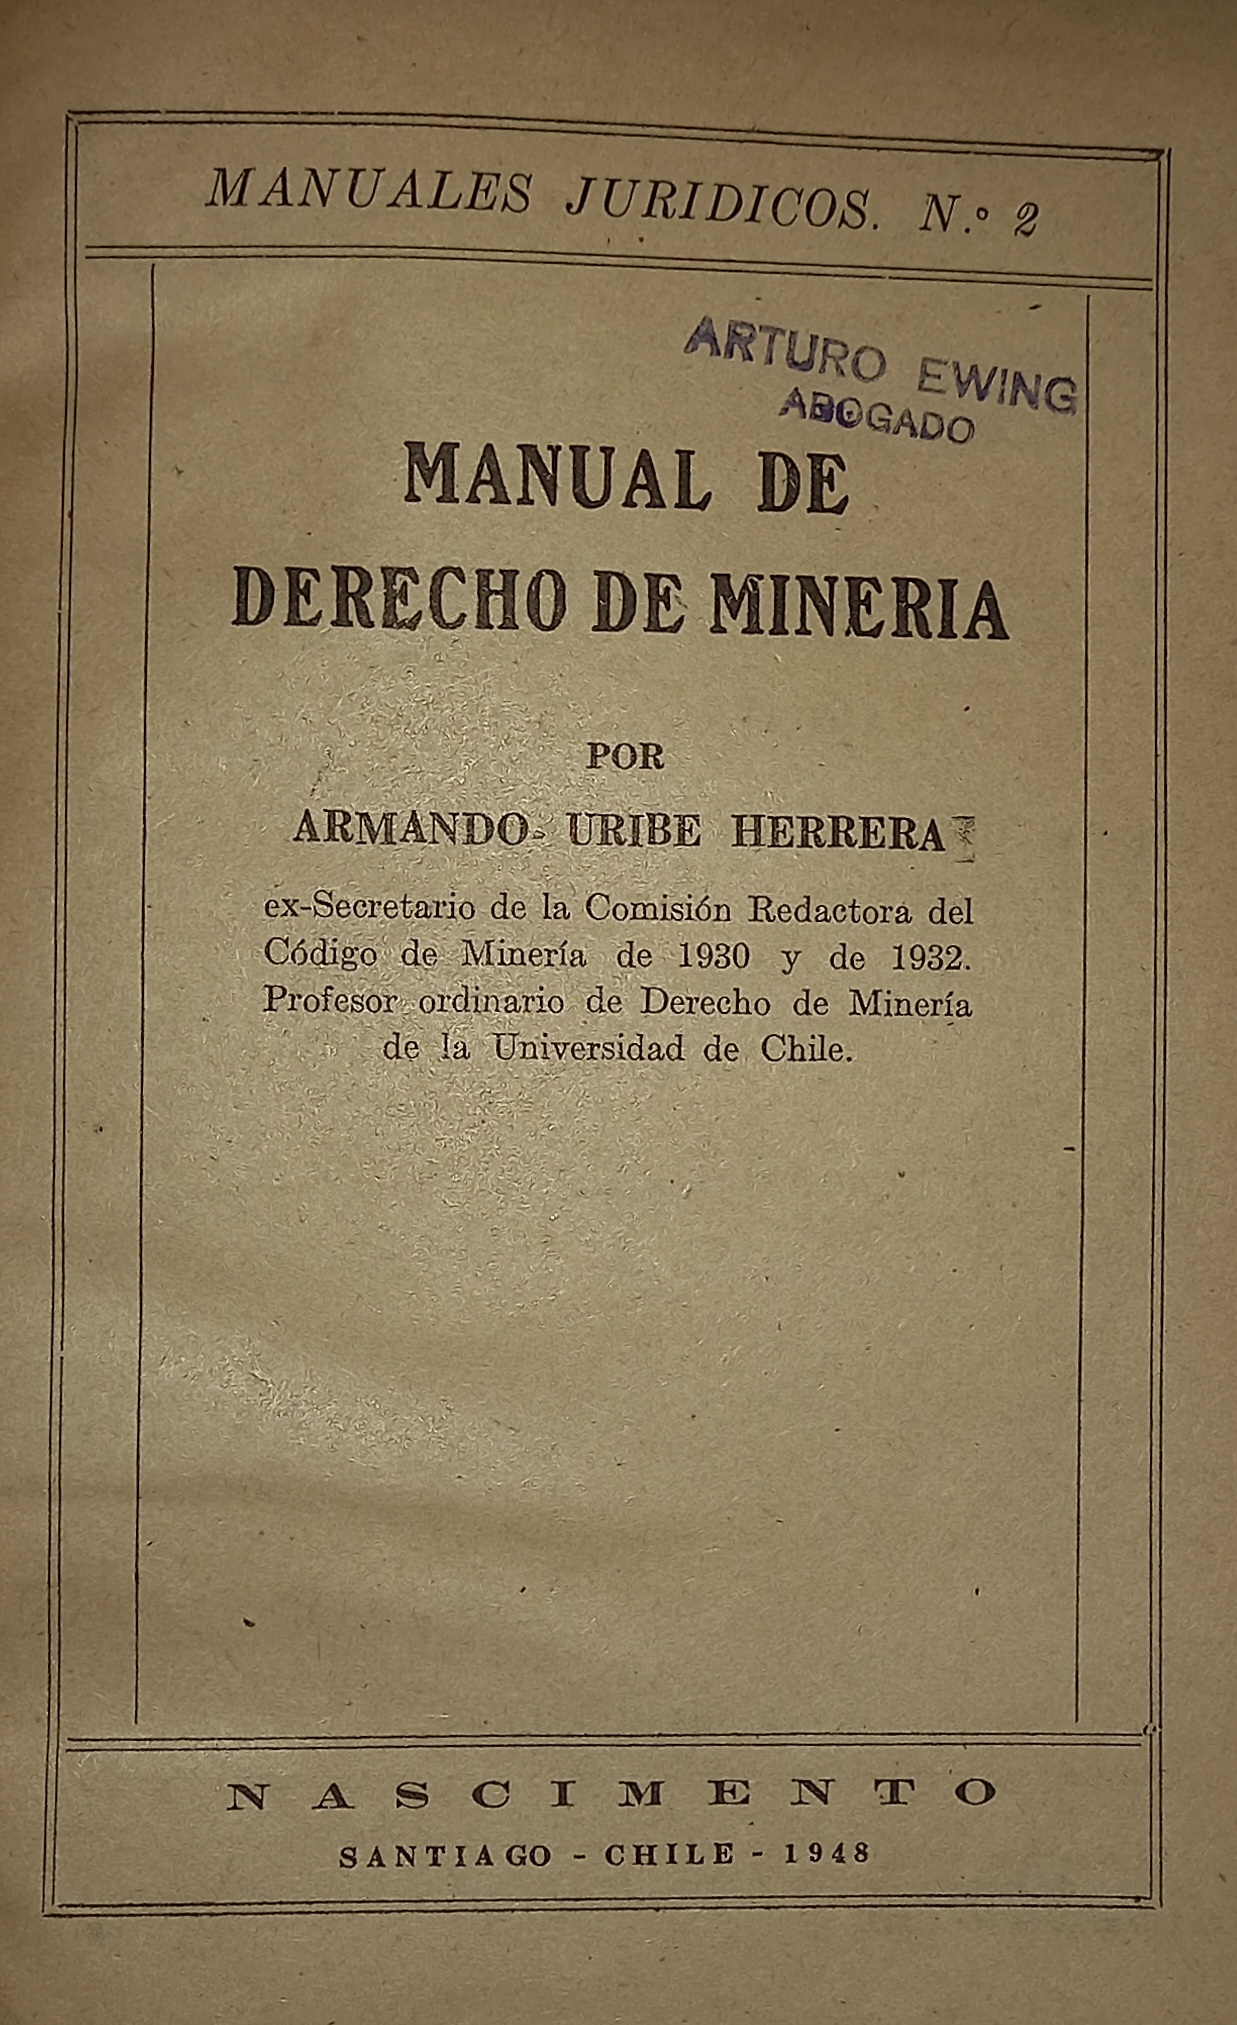 MANUALES JURIDICOS. N.º 2
ARTURO EWING
ABOGADO
MANUAL DE
DERECHO DE MINERIA
POR
ARMANDO URIBE HERRERA
ex-Secretario de la Comisión Redactora del
Código de Minería de 1930 y de 1932.
Profesor ordinario de Derecho de Minería
de la Universidad de Chile.
NASCIMENTO
SANTIAGO - CHILE - 1948